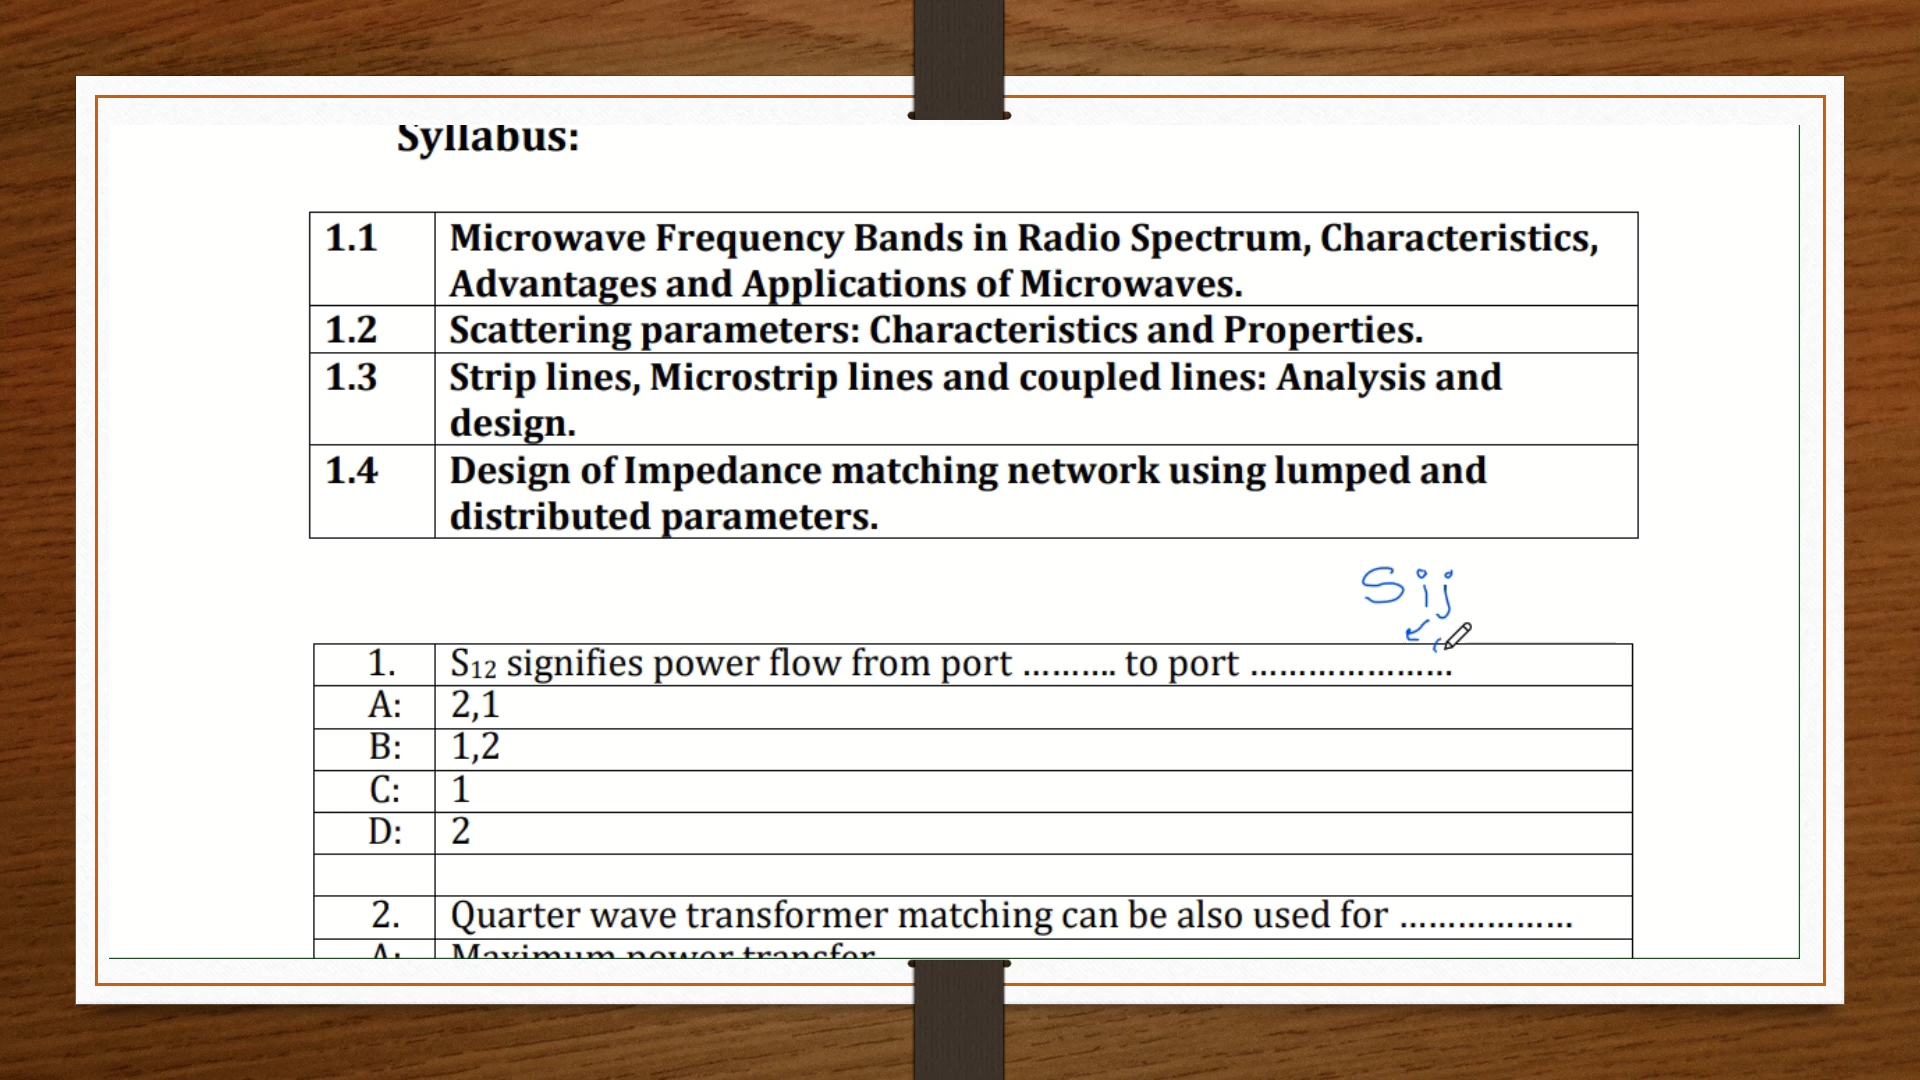 Syllabus:
1.1 Microwave Frequency Bands in Radio Spectrum, Characteristics,
Advantages and Applications of Microwaves.
1.2 Scattering parameters: Characteristics and Properties.
1.3 Strip lines, Microstrip lines and coupled lines: Analysis and
design.
1.4 Design of Impedance matching network using lumped and
distributed parameters.
Sij
1. S₁₂ signifies power flow from port .......... to port ......................
A: 2,1
B: 1,2
C: 1
D: 2
2. Quarter wave transformer matching can be also used for ...................
A: Maximum power transfer